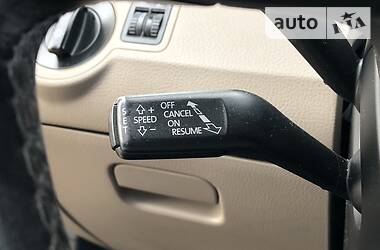 auto RIA
S
E
+
SPEED
-
OFF
CANCEL
ON
RESUME